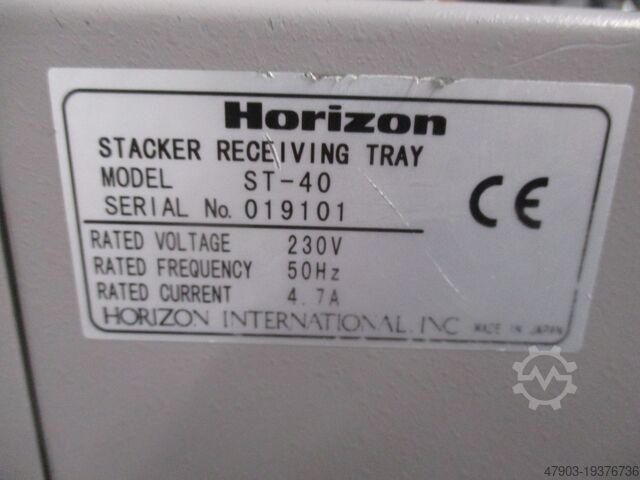 Horizon
STACKER RECEIVING TRAY
MODEL ST-40
SERIAL No. 019101
CE
RATED VOLTAGE 230V
RATED FREQUENCY 50Hz
RATED CURRENT 4.7A
HORIZON INTERNATIONAL INC MADE IN JAPAN
47903-19376736